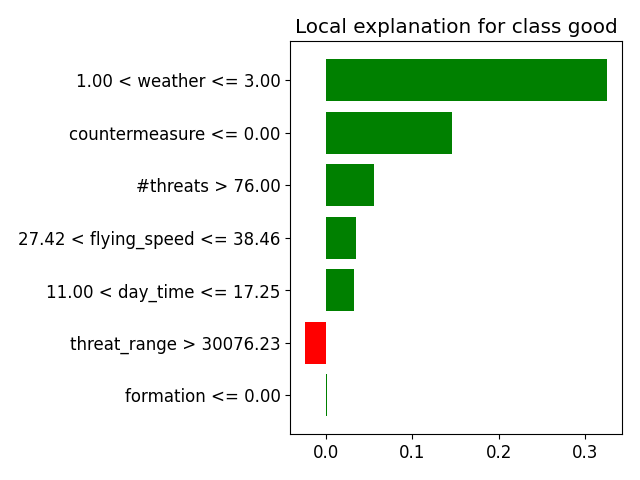 Local explanation for class good
1.00 < weather <= 3.00
countermeasure <= 0.00
#threats > 76.00
27.42 < flying_speed <= 38.46
11.00 < day_time <= 17.25
threat_range > 30076.23
formation <= 0.00
0.0 0.1 0.2 0.3